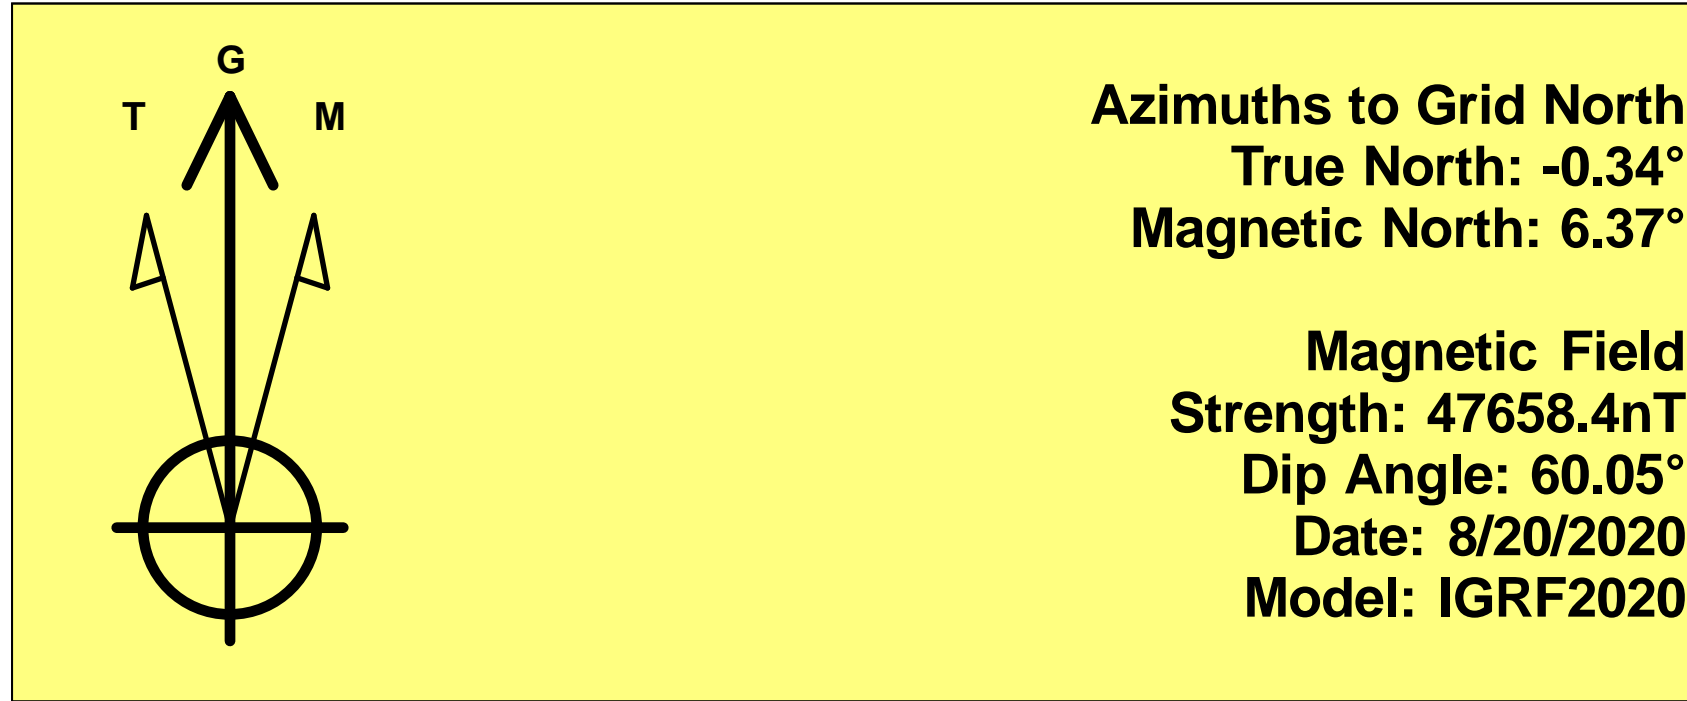 G
T M
Azimuths to Grid North
True North: -0.34°
Magnetic North: 6.37°
Magnetic Field
Strength: 47658.4nT
Dip Angle: 60.05°
Date: 8/20/2020
Model: IGRF2020